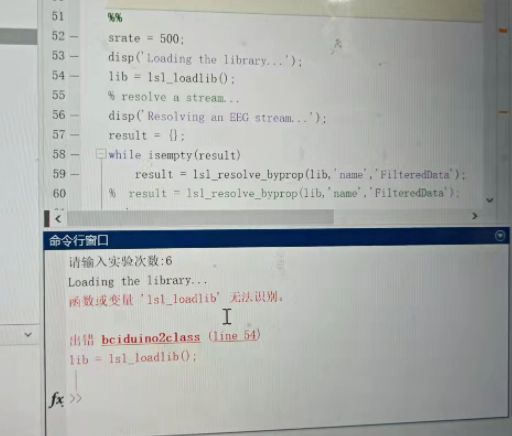 51 %%
52 – srate = 500;
53 – disp('Loading the library...');
54 – lib = lsl_loadlib();
55 % resolve a stream...
56 – disp('Resolving an EEG stream...');
57 – result = {};
58 – while isempty(result)
59 – result = lsl_resolve_byprop(lib,'name','FilteredData');
60 % result = lsl_resolve_byprop(lib,'name','FilteredData');
命令行窗口
请输入实验次数:6
Loading the library...
函数或变量 'lsl_loadlib' 无法识别。
出错 bciduino2class (line 54)
lib = lsl_loadlib();
fx >>